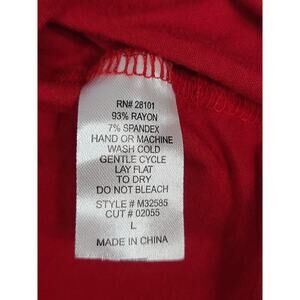 RN# 28101
93% RAYON
7% SPANDEX
HAND OR MACHINE
WASH COLD
GENTLE CYCLE
LAY FLAT
TO DRY
DO NOT BLEACH
STYLE # M32585
CUT # 02055
L
MADE IN CHINA